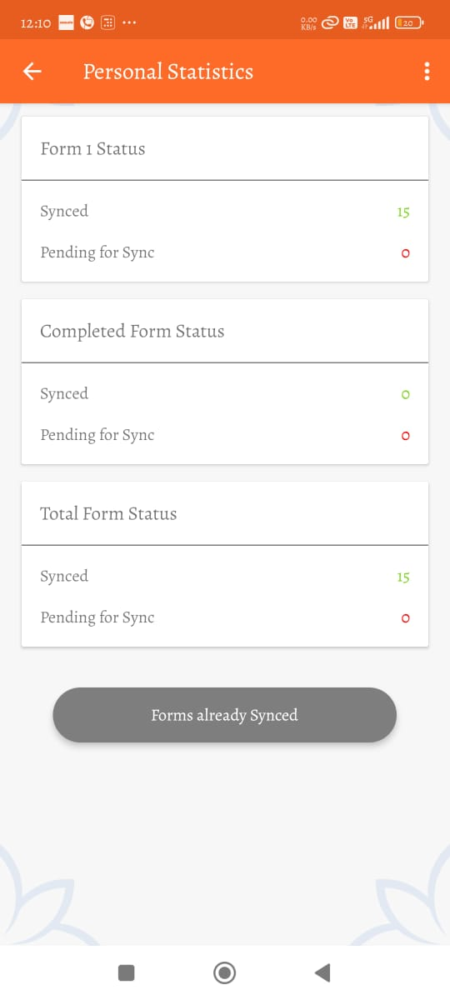 12:10 ... 0.00 KB/s Vo LTE 5G 20
Personal Statistics
Form 1 Status
Synced 15
Pending for Sync 0
Completed Form Status
Synced 0
Pending for Sync 0
Total Form Status
Synced 15
Pending for Sync 0
Forms already Synced